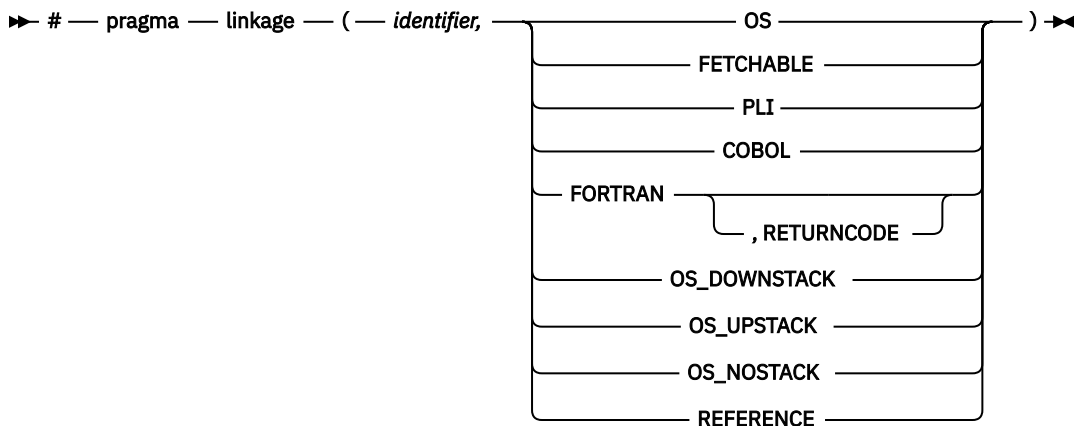 # pragma linkage ( identifier, OS )
FETCHABLE
PLI
COBOL
FORTRAN
, RETURNCODE
OS_DOWNSTACK
OS_UPSTACK
OS_NOSTACK
REFERENCE